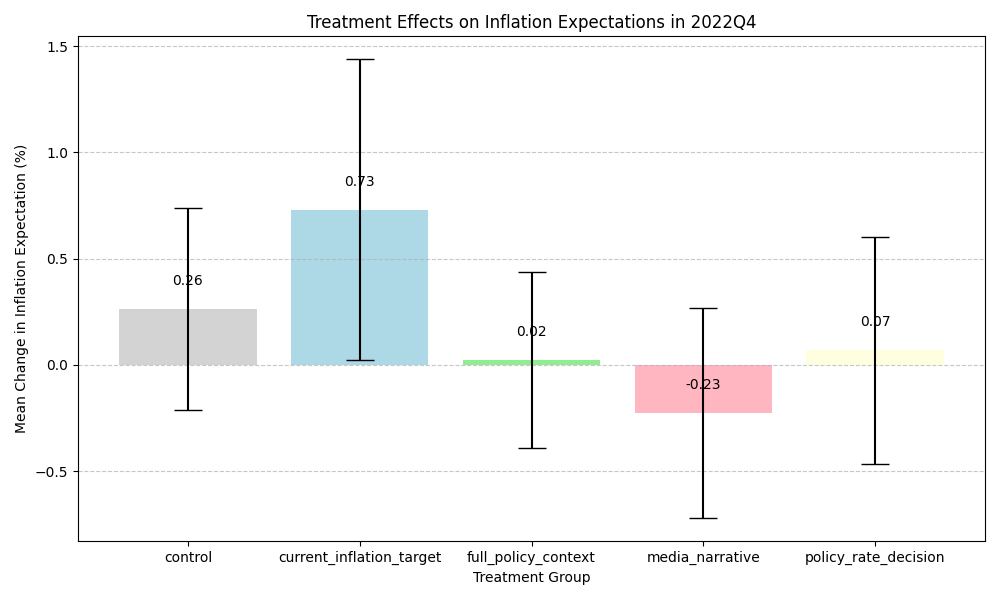 Treatment Effects on Inflation Expectations in 2022Q4
Mean Change in Inflation Expectation (%)
1.5
1.0
0.5
0.0
−0.5
0.26
0.73
0.02
-0.23
0.07
control
current_inflation_target
full_policy_context
media_narrative
policy_rate_decision
Treatment Group